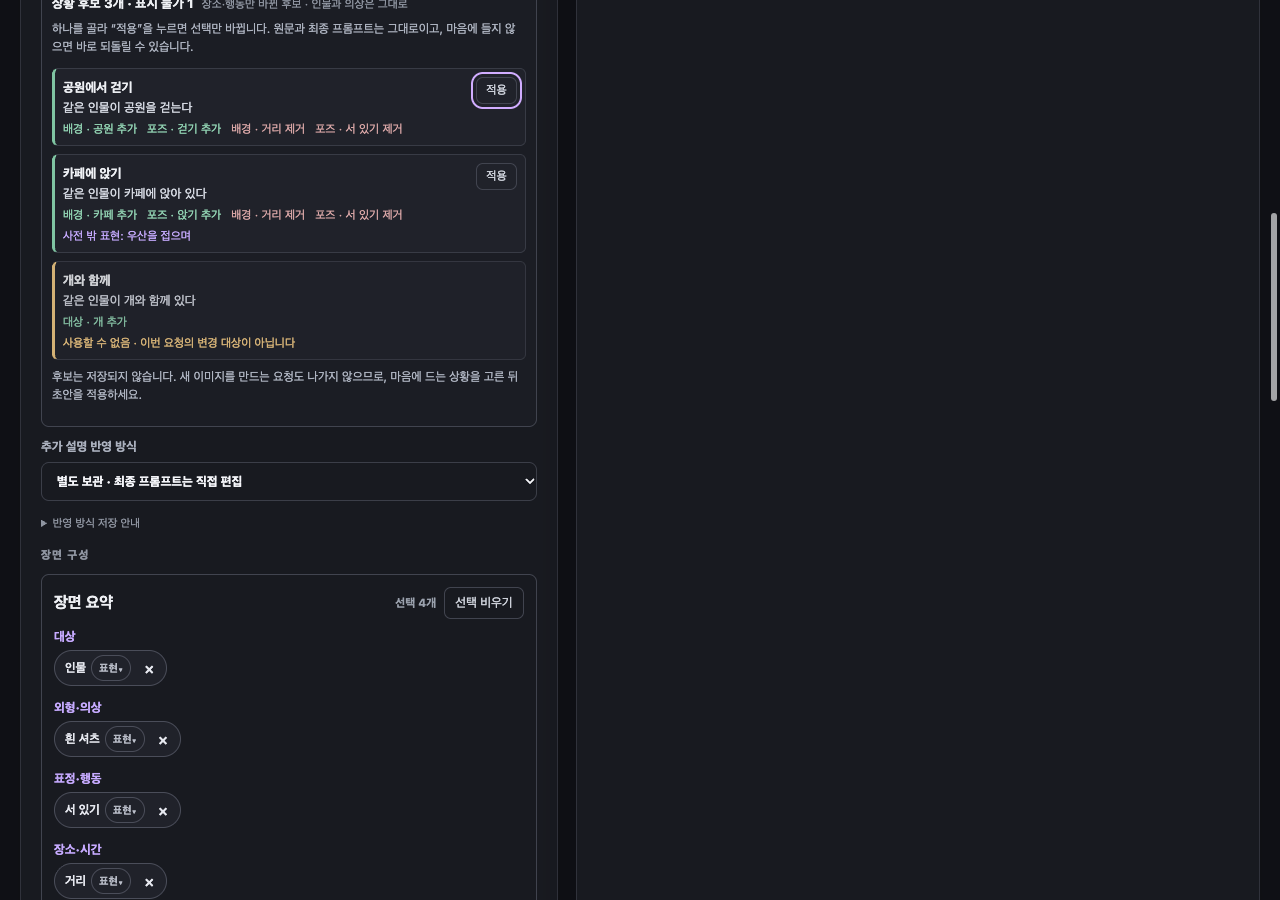 상황 후보 3개 · 표시 불가 1 장소·행동만 바뀐 후보 · 인물과 의상은 그대로
하나를 골라 “적용”을 누르면 선택만 바뀝니다. 원문과 최종 프롬프트는 그대로이고, 마음에 들지 않
으면 바로 되돌릴 수 있습니다.
공원에서 걷기
적용
같은 인물이 공원을 걷는다
배경 · 공원 추가 포즈 · 걷기 추가 배경 · 거리 제거 포즈 · 서 있기 제거
카페에 앉기
적용
같은 인물이 카페에 앉아 있다
배경 · 카페 추가 포즈 · 앉기 추가 배경 · 거리 제거 포즈 · 서 있기 제거
사전 밖 표현: 우산을 접으며
개와 함께
같은 인물이 개와 함께 있다
대상 · 개 추가
사용할 수 없음 · 이번 요청의 변경 대상이 아닙니다
후보는 저장되지 않습니다. 새 이미지를 만드는 요청도 나가지 않으므로, 마음에 드는 상황을 고른 뒤
초안을 적용하세요.
추가 설명 반영 방식
별도 보관 · 최종 프롬프트는 직접 편집
▶ 반영 방식 저장 안내
장면 구성
장면 요약 선택 4개 선택 비우기
대상
인물 표현▾ ×
외형·의상
흰 셔츠 표현▾ ×
표정·행동
서 있기 표현▾ ×
장소·시간
거리 표현▾ ×